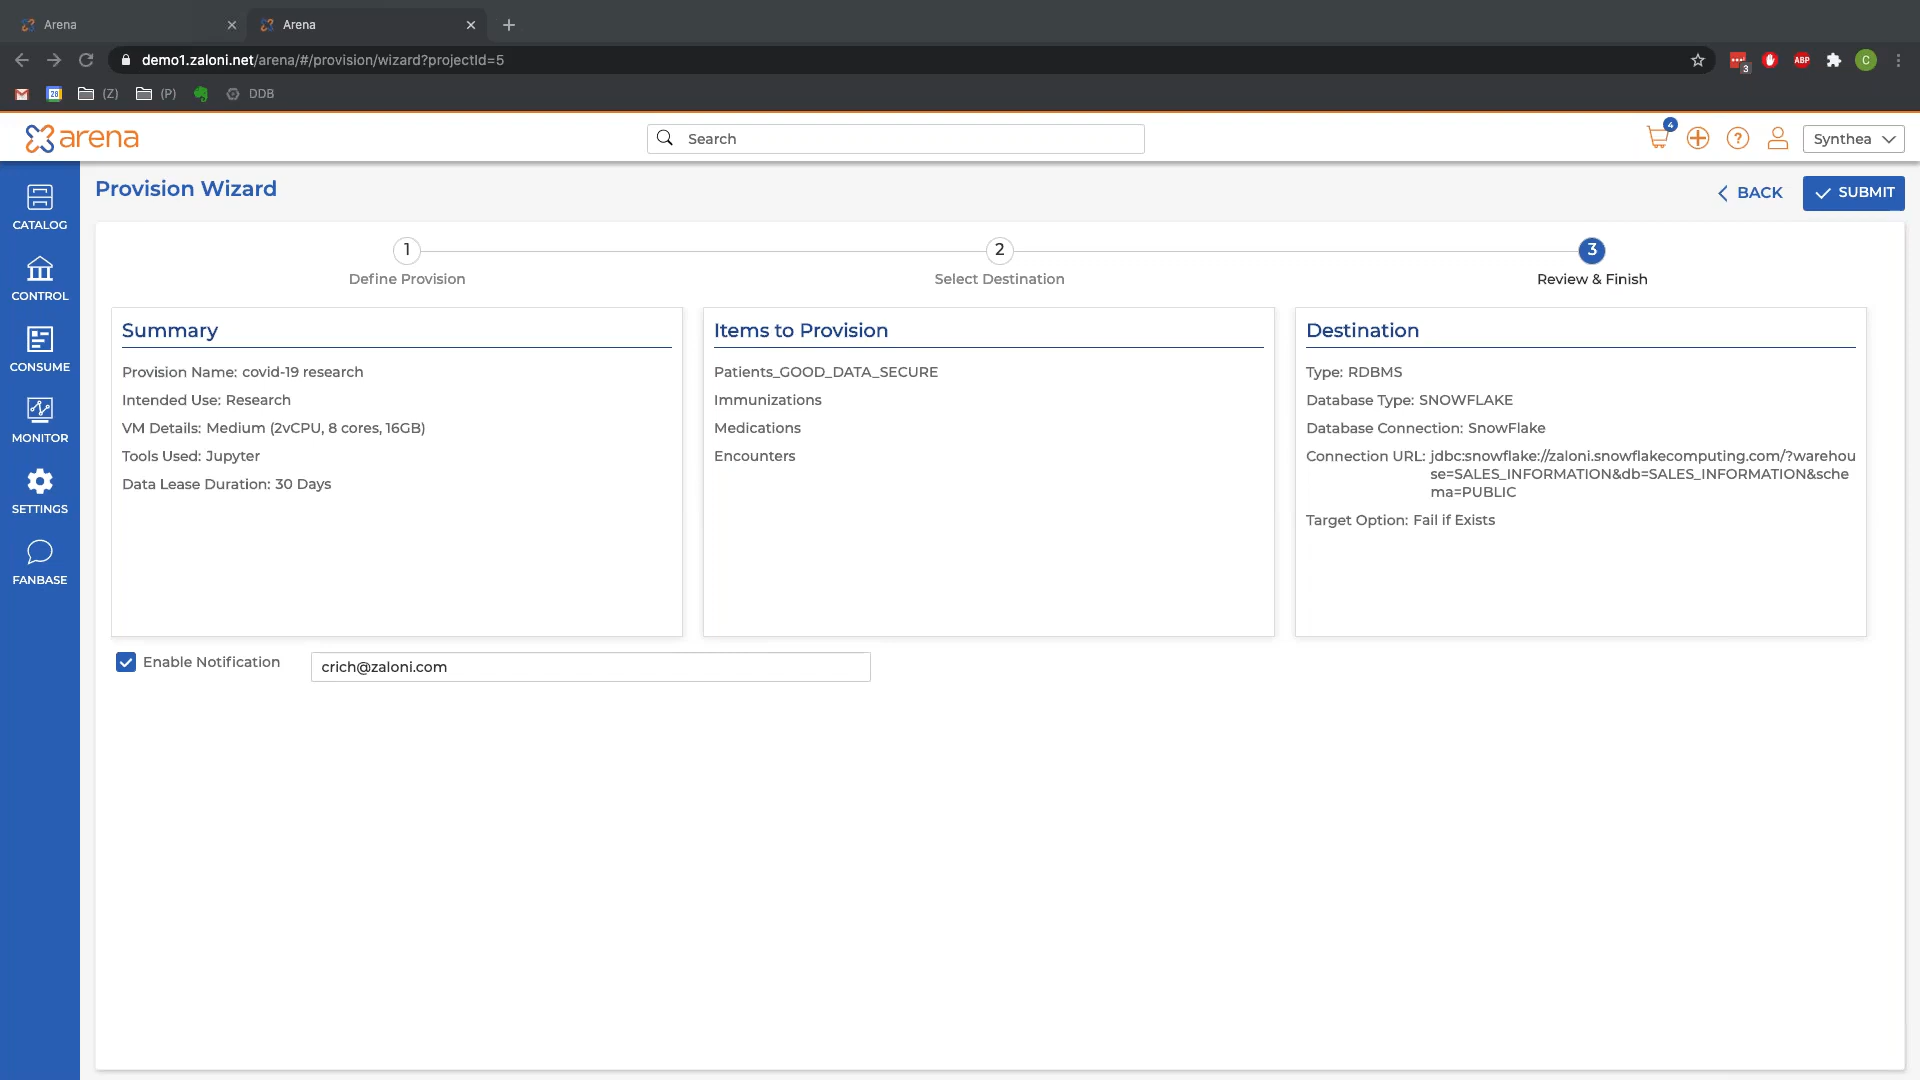 Arena
Arena
demo1.zaloni.net/arena/#/provision/wizard?projectId=5
3
ABP
C
28
(Z)
(P)
DDB
arena
Search
4
?
Synthea
CATALOG
CONTROL
CONSUME
MONITOR
SETTINGS
FANBASE
Provision Wizard
BACK
SUBMIT
1
Define Provision
2
Select Destination
3
Review & Finish
Summary
Provision Name: covid-19 research
Intended Use: Research
VM Details: Medium (2vCPU, 8 cores, 16GB)
Tools Used: Jupyter
Data Lease Duration: 30 Days
Items to Provision
Patients_GOOD_DATA_SECURE
Immunizations
Medications
Encounters
Destination
Type: RDBMS
Database Type: SNOWFLAKE
Database Connection: SnowFlake
Connection URL: jdbc:snowflake://zaloni.snowflakecomputing.com/?warehou
se=SALES_INFORMATION&db=SALES_INFORMATION&sche
ma=PUBLIC
Target Option: Fail if Exists
Enable Notification
crich@zaloni.com